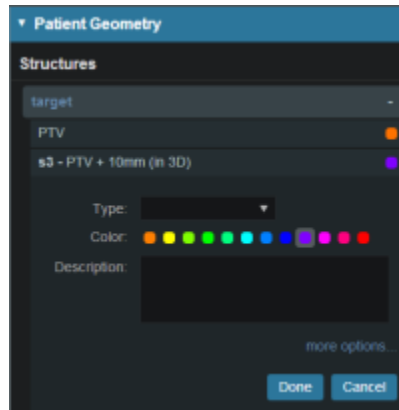 Patient Geometry
Structures
target -
PTV
s3 - PTV + 10mm (in 3D)
Type:
Color:
Description:
more options...
Done Cancel